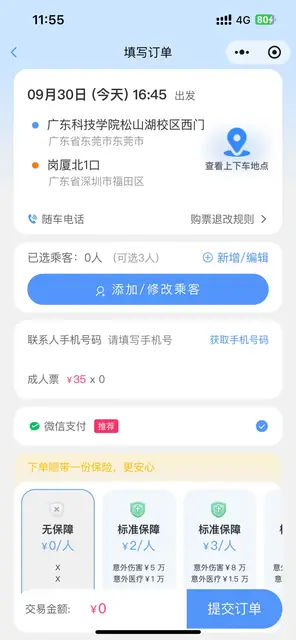 11:55
4G 80
填写订单
09月30日 (今天) 16:45 出发
广东科技学院松山湖校区西门
广东省东莞市东莞市
岗厦北1口
广东省深圳市福田区
查看上下车地点
随车电话
购票退改规则
已选乘客：0人 (可选3人)
新增/编辑
添加/修改乘客
联系人手机号码 请填写手机号
获取手机号码
成人票 ¥35 x 0
微信支付 推荐
下单顺带一份保险，更安心
无保障
¥0/人
x
x
标准保障
¥2/人
意外伤害 ¥ 5 万
意外医疗 ¥ 1 万
标准保障
¥3/人
意外伤害 ¥ 8 万
意外医疗 ¥ 1.5 万
交易金额: ¥0
提交订单